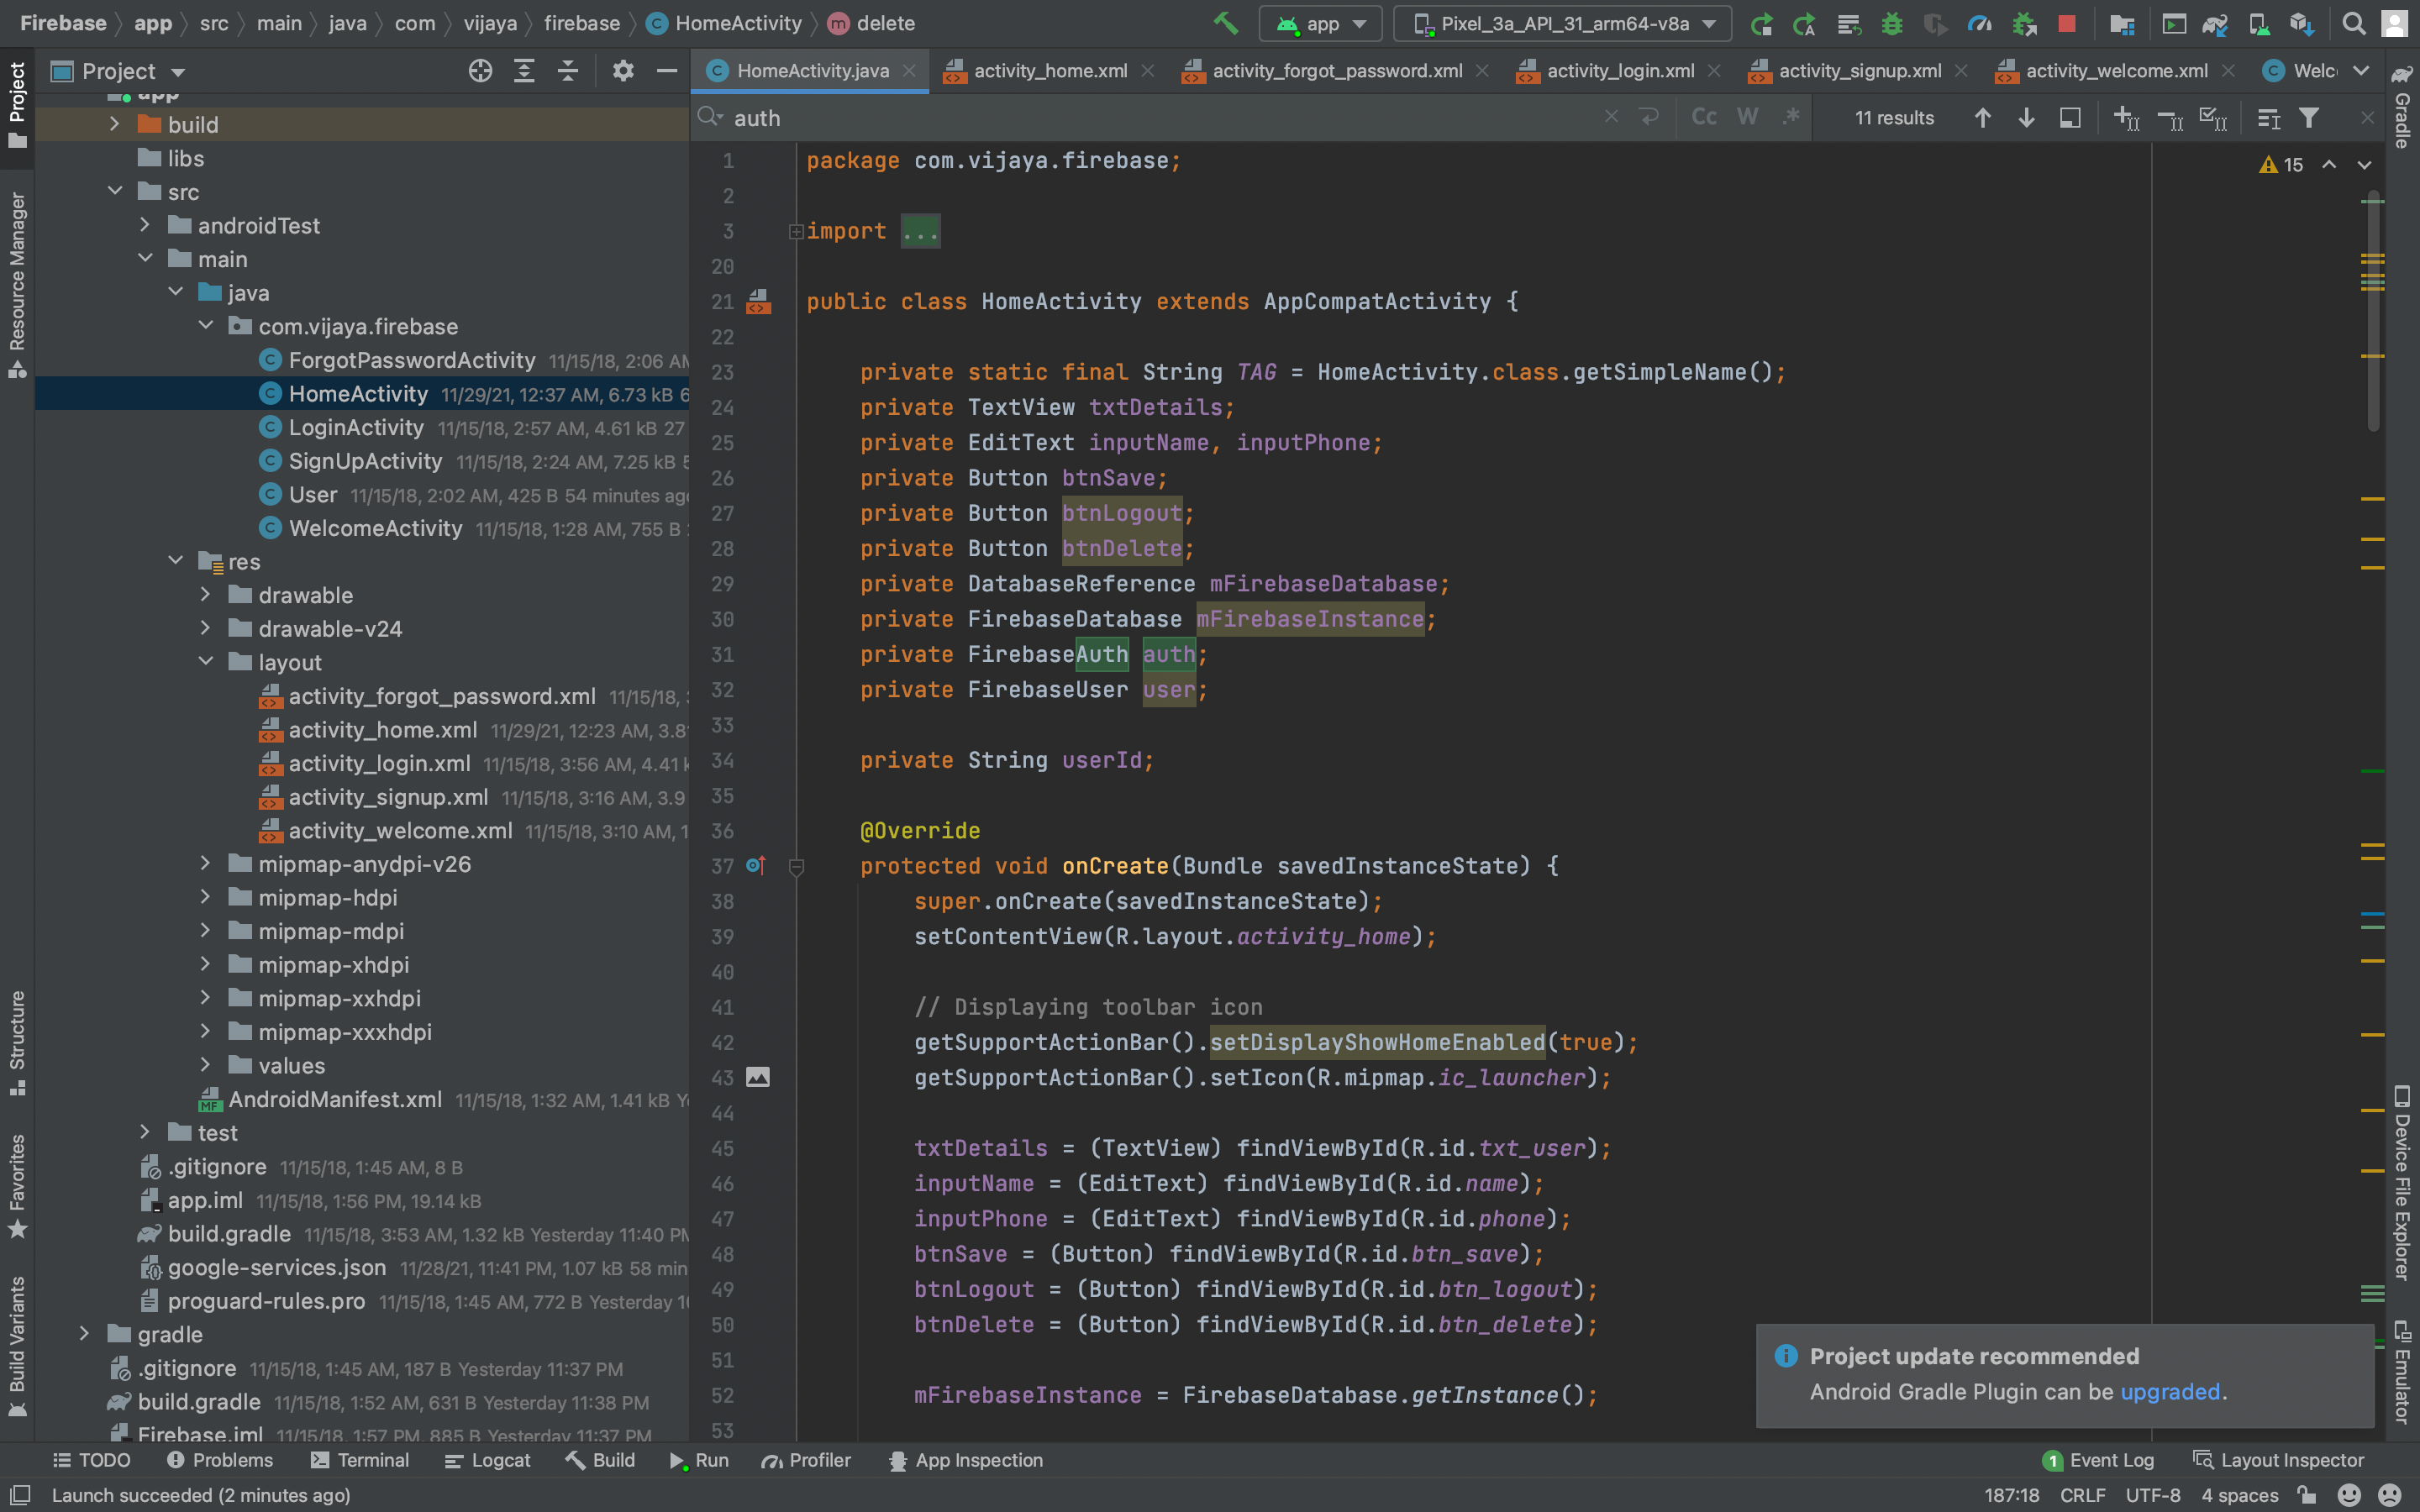 Firebase app src main java com vijaya firebase HomeActivity delete
app Pixel_3a_API_31_arm64-v8a
Project
HomeActivity.java activity_home.xml activity_forgot_password.xml activity_login.xml activity_signup.xml activity_welcome.xml Welc
auth
Cc W .* 11 results
Project
Resource Manager
Structure
Favorites
Build Variants
app
build
libs
src
androidTest
main
java
com.vijaya.firebase
ForgotPasswordActivity 11/15/18, 2:06 AM
HomeActivity 11/29/21, 12:37 AM, 6.73 kB 6
LoginActivity 11/15/18, 2:57 AM, 4.61 kB 27
SignUpActivity 11/15/18, 2:24 AM, 7.25 kB
User 11/15/18, 2:02 AM, 425 B 54 minutes ago
WelcomeActivity 11/15/18, 1:28 AM, 755 B
res
drawable
drawable-v24
layout
activity_forgot_password.xml 11/15/18,
activity_home.xml 11/29/21, 12:23 AM, 3.8
activity_login.xml 11/15/18, 3:56 AM, 4.41 k
activity_signup.xml 11/15/18, 3:16 AM, 3.9
activity_welcome.xml 11/15/18, 3:10 AM, 1
mipmap-anydpi-v26
mipmap-hdpi
mipmap-mdpi
mipmap-xhdpi
mipmap-xxhdpi
mipmap-xxxhdpi
values
AndroidManifest.xml 11/15/18, 1:32 AM, 1.41 kB Y
test
.gitignore 11/15/18, 1:45 AM, 8 B
app.iml 11/15/18, 1:56 PM, 19.14 kB
build.gradle 11/15/18, 3:53 AM, 1.32 kB Yesterday 11:40 PM
google-services.json 11/28/21, 11:41 PM, 1.07 kB 58 min
proguard-rules.pro 11/15/18, 1:45 AM, 772 B Yesterday 1
gradle
.gitignore 11/15/18, 1:45 AM, 187 B Yesterday 11:37 PM
build.gradle 11/15/18, 1:52 AM, 631 B Yesterday 11:38 PM
Firebase.iml 11/15/18, 1:57 PM, 885 B Yesterday 11:37 PM
15
1 package com.vijaya.firebase;
2
3 import ...
20
21 public class HomeActivity extends AppCompatActivity {
22
23 private static final String TAG = HomeActivity.class.getSimpleName();
24 private TextView txtDetails;
25 private EditText inputName, inputPhone;
26 private Button btnSave;
27 private Button btnLogout;
28 private Button btnDelete;
29 private DatabaseReference mFirebaseDatabase;
30 private FirebaseDatabase mFirebaseInstance;
31 private FirebaseAuth auth;
32 private FirebaseUser user;
33
34 private String userId;
35
36 @Override
37 protected void onCreate(Bundle savedInstanceState) {
38 super.onCreate(savedInstanceState);
39 setContentView(R.layout.activity_home);
40
41 // Displaying toolbar icon
42 getSupportActionBar().setDisplayShowHomeEnabled(true);
43 getSupportActionBar().setIcon(R.mipmap.ic_launcher);
44
45 txtDetails = (TextView) findViewById(R.id.txt_user);
46 inputName = (EditText) findViewById(R.id.name);
47 inputPhone = (EditText) findViewById(R.id.phone);
48 btnSave = (Button) findViewById(R.id.btn_save);
49 btnLogout = (Button) findViewById(R.id.btn_logout);
50 btnDelete = (Button) findViewById(R.id.btn_delete);
51
52 mFirebaseInstance = FirebaseDatabase.getInstance();
53
Project update recommended
Android Gradle Plugin can be upgraded.
Gradle
Device File Explorer
Emulator
TODO Problems Terminal Logcat Build Run Profiler App Inspection 1 Event Log Layout Inspector
Launch succeeded (2 minutes ago) 187:18 CRLF UTF-8 4 spaces